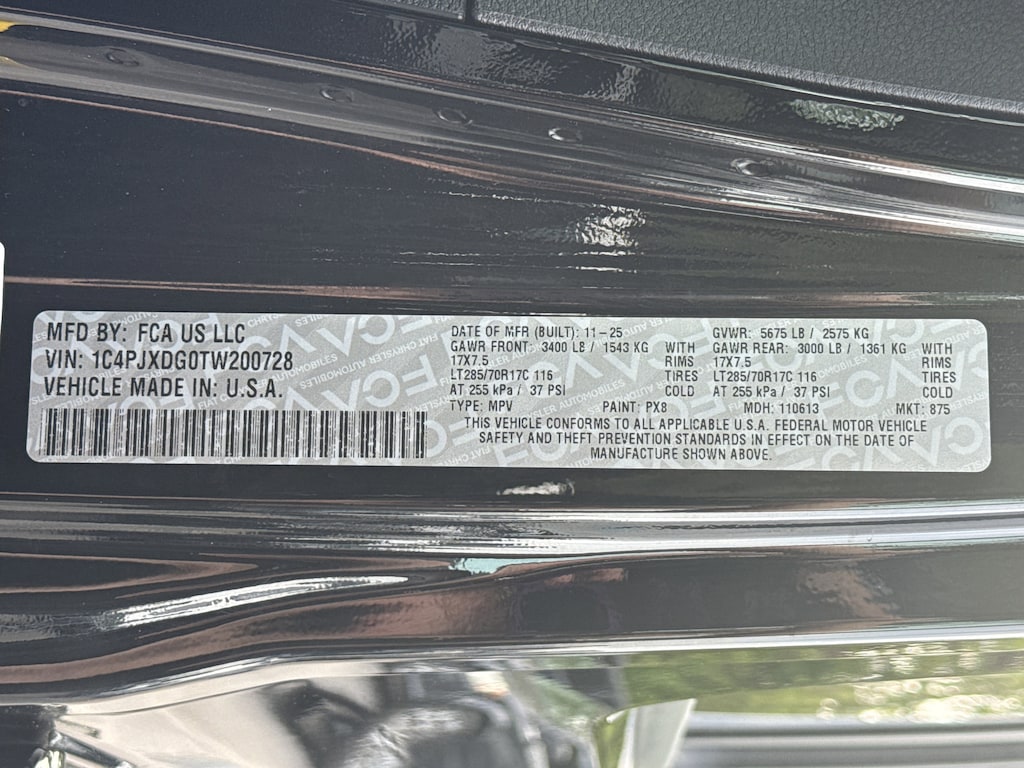 MFD BY: FCA US LLC
VIN: 1C4PJXDG0TW200728
VEHICLE MADE IN: U.S.A.
DATE OF MFR (BUILT): 11-25 GVWR: 5675 LB / 2575 KG
GAWR FRONT: 3400 LB / 1543 KG WITH GAWR REAR: 3000 LB / 1361 KG WITH
17X7.5 RIMS 17X7.5 RIMS
LT285/70R17C 116 TIRES LT285/70R17C 116 TIRES
AT 255 kPa / 37 PSI COLD AT 255 kPa / 37 PSI COLD
TYPE: MPV PAINT: PX8 MDH: 110613 MKT: 875
THIS VEHICLE CONFORMS TO ALL APPLICABLE U.S.A. FEDERAL MOTOR VEHICLE
SAFETY AND THEFT PREVENTION STANDARDS IN EFFECT ON THE DATE OF
MANUFACTURE SHOWN ABOVE.